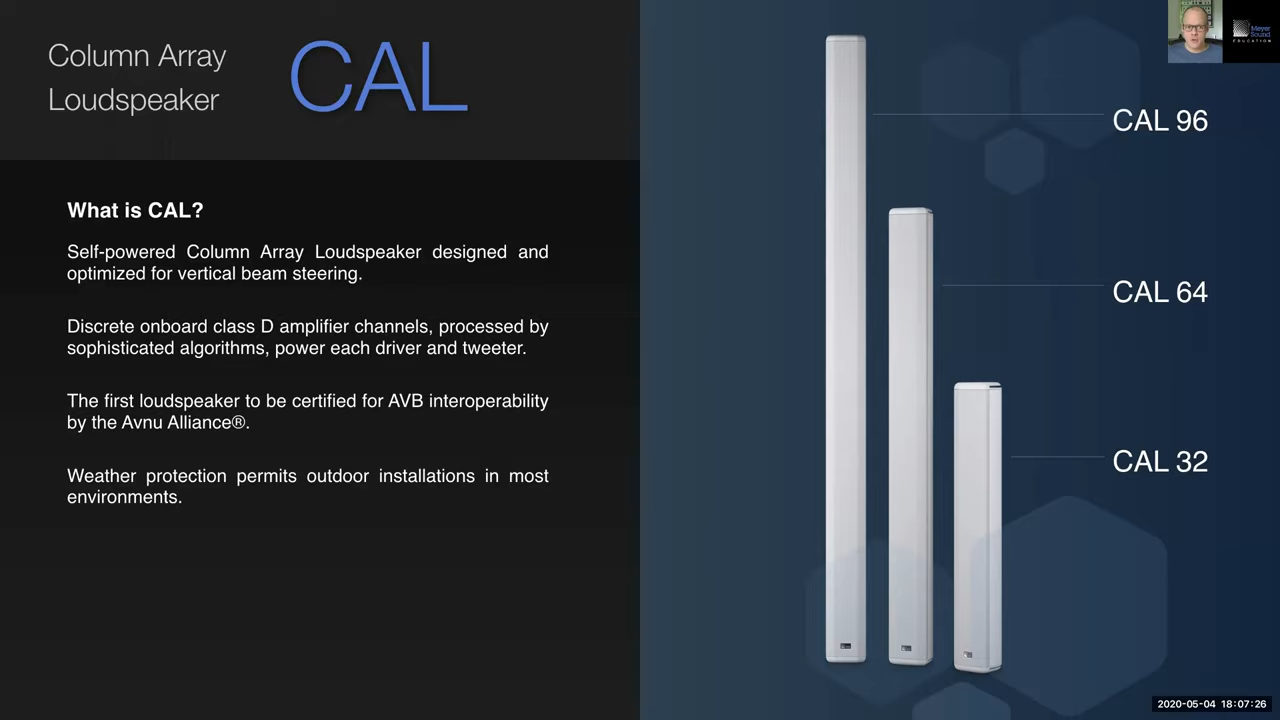 Column Array
Loudspeaker
CAL
What is CAL?
Self-powered Column Array Loudspeaker designed and
optimized for vertical beam steering.
Discrete onboard class D amplifier channels, processed by
sophisticated algorithms, power each driver and tweeter.
The first loudspeaker to be certified for AVB interoperability
by the Avnu Alliance®.
Weather protection permits outdoor installations in most
environments.
Meyer
Sound
EDUCATION
CAL 96
CAL 64
CAL 32
2020-05-04 18:07:26